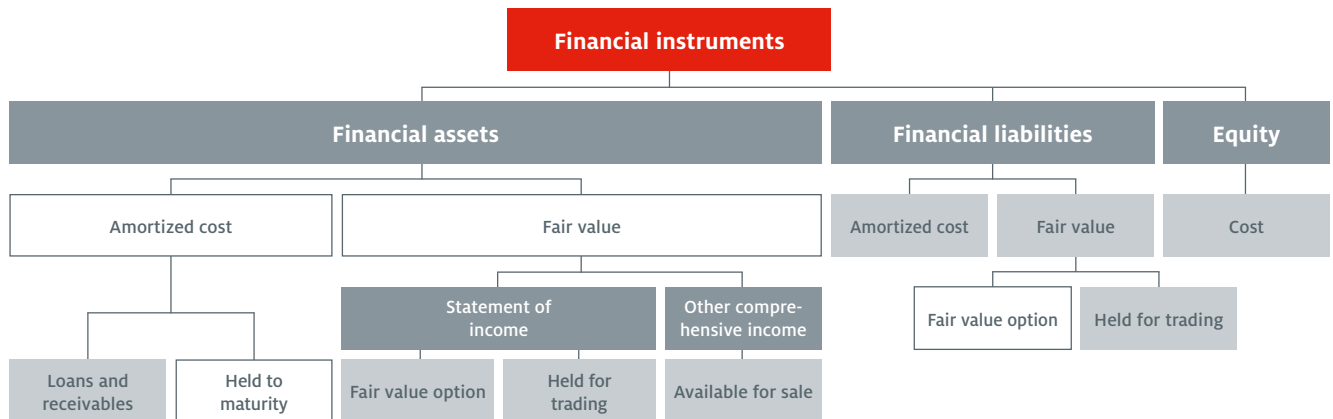 Financial instruments
Financial assets
Financial liabilities
Equity
Amortized cost
Fair value
Amortized cost
Fair value
Cost
Statement of
income
Other compre-
hensive income
Fair value option
Held for trading
Loans and
receivables
Held to
maturity
Fair value option
Held for
trading
Available for sale